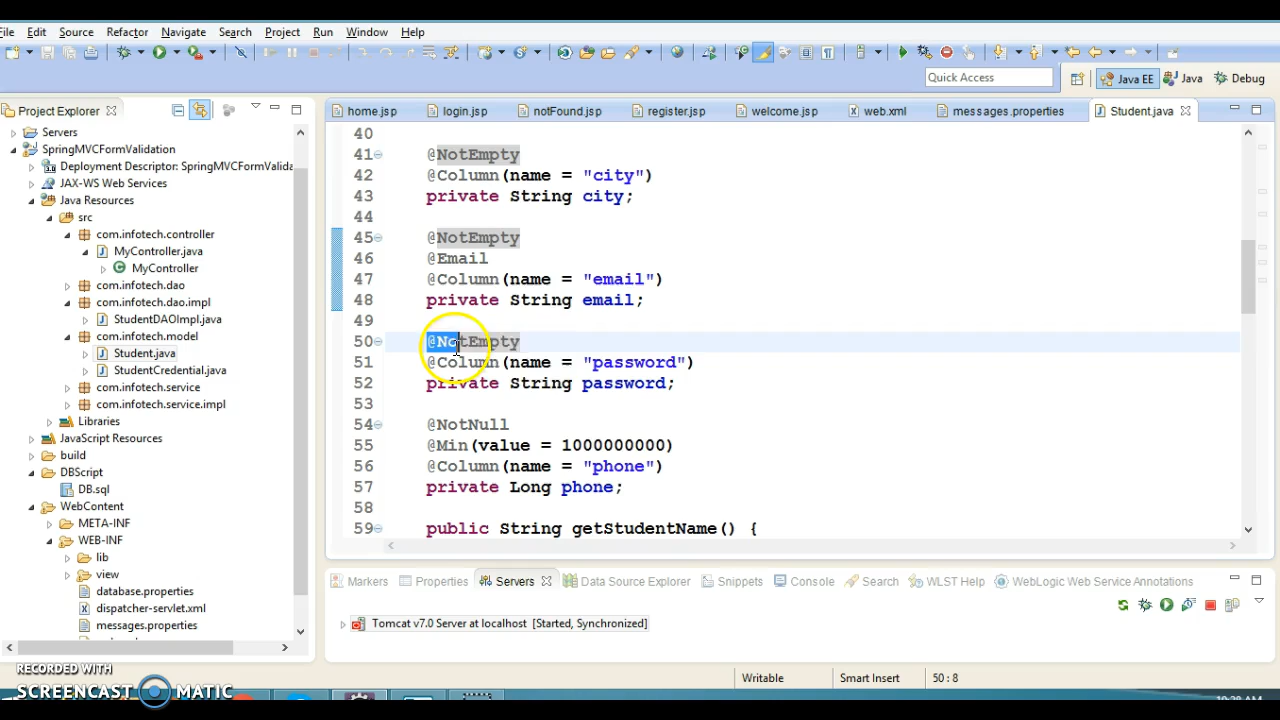 File Edit Source Refactor Navigate Search Project Run Window Help
Quick Access
Java EE
Java
Debug
Project Explorer
Servers
SpringMVCFormValidation
Deployment Descriptor: SpringMVCFormValida
JAX-WS Web Services
Java Resources
src
com.infotech.controller
MyController.java
MyController
com.infotech.dao
com.infotech.dao.impl
StudentDAOImpl.java
com.infotech.model
Student.java
StudentCredential.java
com.infotech.service
com.infotech.service.impl
Libraries
JavaScript Resources
build
DBScript
DB.sql
WebContent
META-INF
WEB-INF
lib
view
database.properties
dispatcher-servlet.xml
messages.properties
home.jsp login.jsp notFound.jsp register.jsp welcome.jsp web.xml messages.properties Student.java
40
41 @NotEmpty
42 @Column(name = "city")
43 private String city;
44
45 @NotEmpty
46 @Email
47 @Column(name = "email")
48 private String email;
49
50 @NotEmpty
51 @Column(name = "password")
52 private String password;
53
54 @NotNull
55 @Min(value = 1000000000)
56 @Column(name = "phone")
57 private Long phone;
58
59 public String getStudentName() {
Markers Properties Servers Data Source Explorer Snippets Console Search WLST Help WebLogic Web Service Annotations
Tomcat v7.0 Server at localhost [Started, Synchronized]
Writable Smart Insert 50 : 8
RECORDED WITH
SCREENCAST MATIC